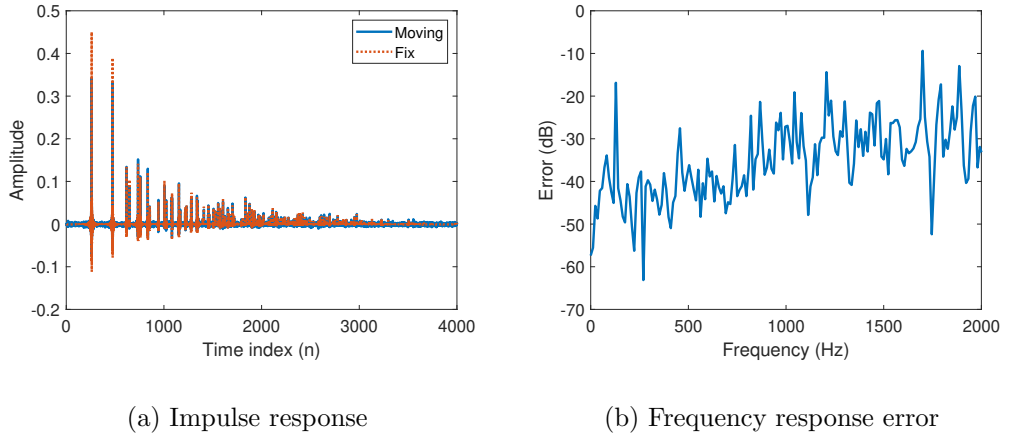 0.5
0.4
0.3
0.2
0.1
0
-0.1
-0.2
Amplitude
0 1000 2000 3000 4000
Time index (n)
Moving
Fix
(a) Impulse response
0
-10
-20
-30
-40
-50
-60
-70
Error (dB)
0 500 1000 1500 2000
Frequency (Hz)
(b) Frequency response error